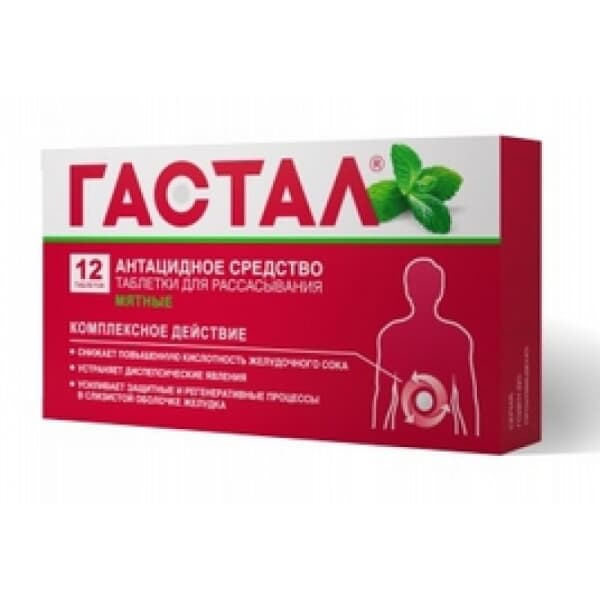 ГАСТАЛ®
12
ТАБЛЕТОК
АНТАЦИДНОЕ СРЕДСТВО
ТАБЛЕТКИ ДЛЯ РАССАСЫВАНИЯ
МЯТНЫЕ
КОМПЛЕКСНОЕ ДЕЙСТВИЕ
• СНИЖАЕТ ПОВЫШЕННУЮ КИСЛОТНОСТЬ ЖЕЛУДОЧНОГО СОКА
• УСТРАНЯЕТ ДИСПЕПСИЧЕСКИЕ ЯВЛЕНИЯ
• УСИЛИВАЕТ ЗАЩИТНЫЕ И РЕГЕНЕРАТИВНЫЕ ПРОЦЕССЫ
В СЛИЗИСТОЙ ОБОЛОЧКЕ ЖЕЛУДКА